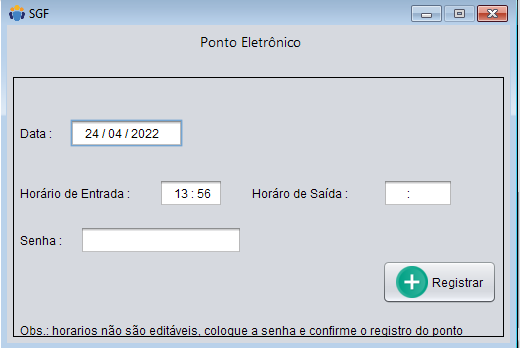 SGF
Ponto Eletrônico
Data : 24 / 04 / 2022
Horário de Entrada : 13 : 56 Horáro de Saída : :
Senha :
Registrar
Obs.: horarios não são editáveis, coloque a senha e confirme o registro do ponto